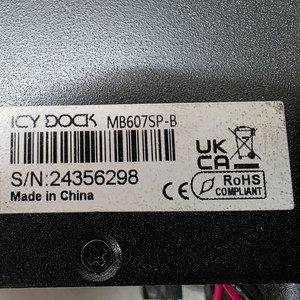 ICY DOCK MB607SP-B
S/N:24356298
Made in China
UK
CA
CE
RoHS
COMPLIANT